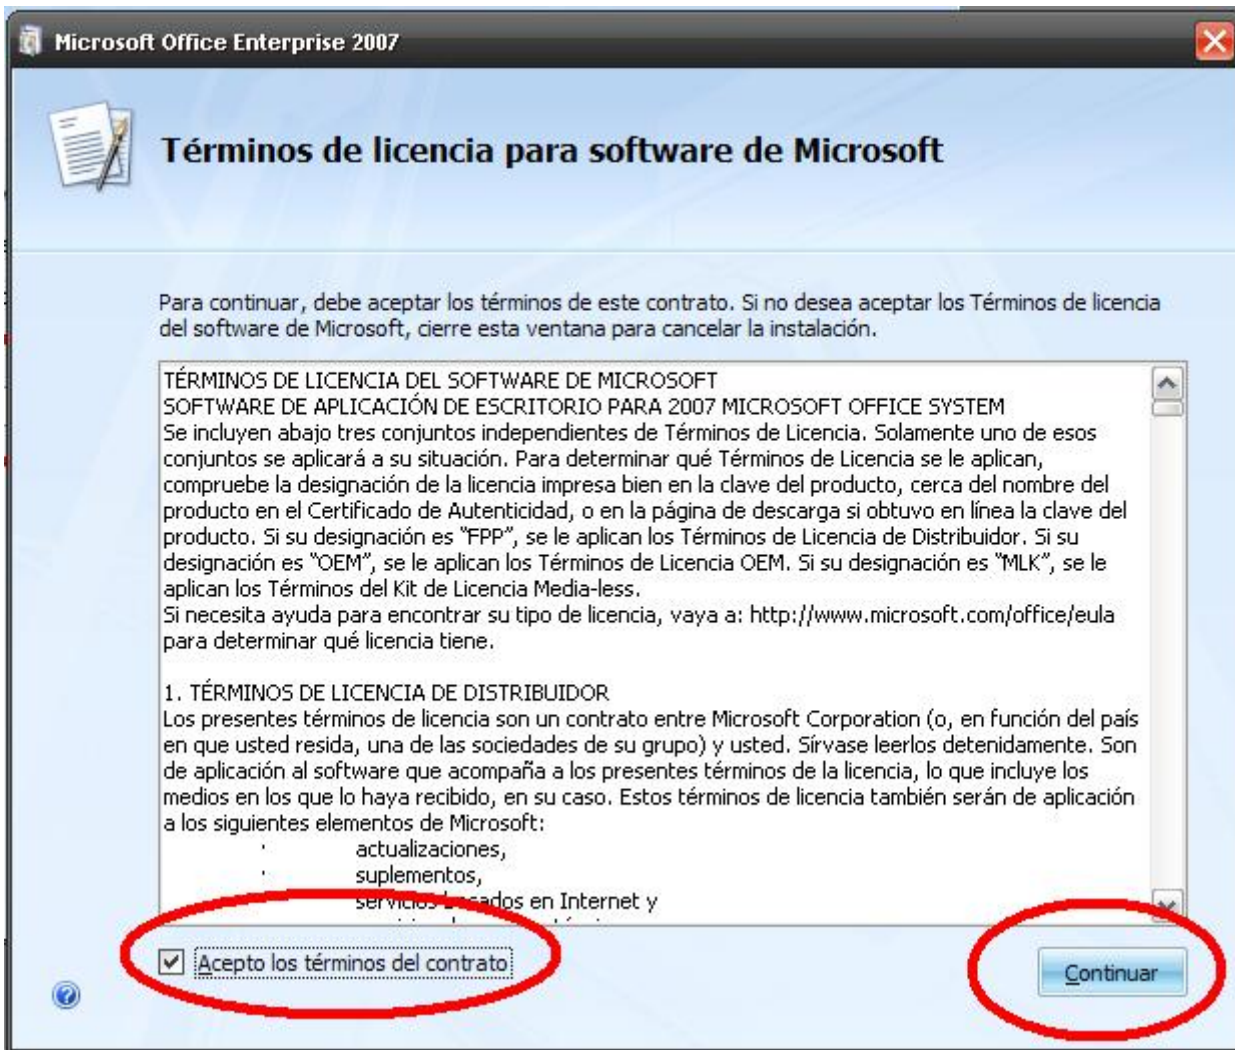 Microsoft Office Enterprise 2007
Términos de licencia para software de Microsoft
Para continuar, debe aceptar los términos de este contrato. Si no desea aceptar los Términos de licencia
del software de Microsoft, cierre esta ventana para cancelar la instalación.
TÉRMINOS DE LICENCIA DEL SOFTWARE DE MICROSOFT
SOFTWARE DE APLICACIÓN DE ESCRITORIO PARA 2007 MICROSOFT OFFICE SYSTEM
Se incluyen abajo tres conjuntos independientes de Términos de Licencia. Solamente uno de esos
conjuntos se aplicará a su situación. Para determinar qué Términos de Licencia se le aplican,
compruebe la designación de la licencia impresa bien en la clave del producto, cerca del nombre del
producto en el Certificado de Autenticidad, o en la página de descarga si obtuvo en línea la clave del
producto. Si su designación es “FPP”, se le aplican los Términos de Licencia de Distribuidor. Si su
designación es “OEM”, se le aplican los Términos de Licencia OEM. Si su designación es “MLK”, se le
aplican los Términos del Kit de Licencia Media-less.
Si necesita ayuda para encontrar su tipo de licencia, vaya a: http://www.microsoft.com/office/eula
para determinar qué licencia tiene.
1. TÉRMINOS DE LICENCIA DE DISTRIBUIDOR
Los presentes términos de licencia son un contrato entre Microsoft Corporation (o, en función del país
en que usted resida, una de las sociedades de su grupo) y usted. Sírvase leerlos detenidamente. Son
de aplicación al software que acompaña a los presentes términos de la licencia, lo que incluye los
medios en los que lo haya recibido, en su caso. Estos términos de licencia también serán de aplicación
a los siguientes elementos de Microsoft:
· actualizaciones,
· suplementos,
servicios basados en Internet y
Acepto los términos del contrato
Continuar